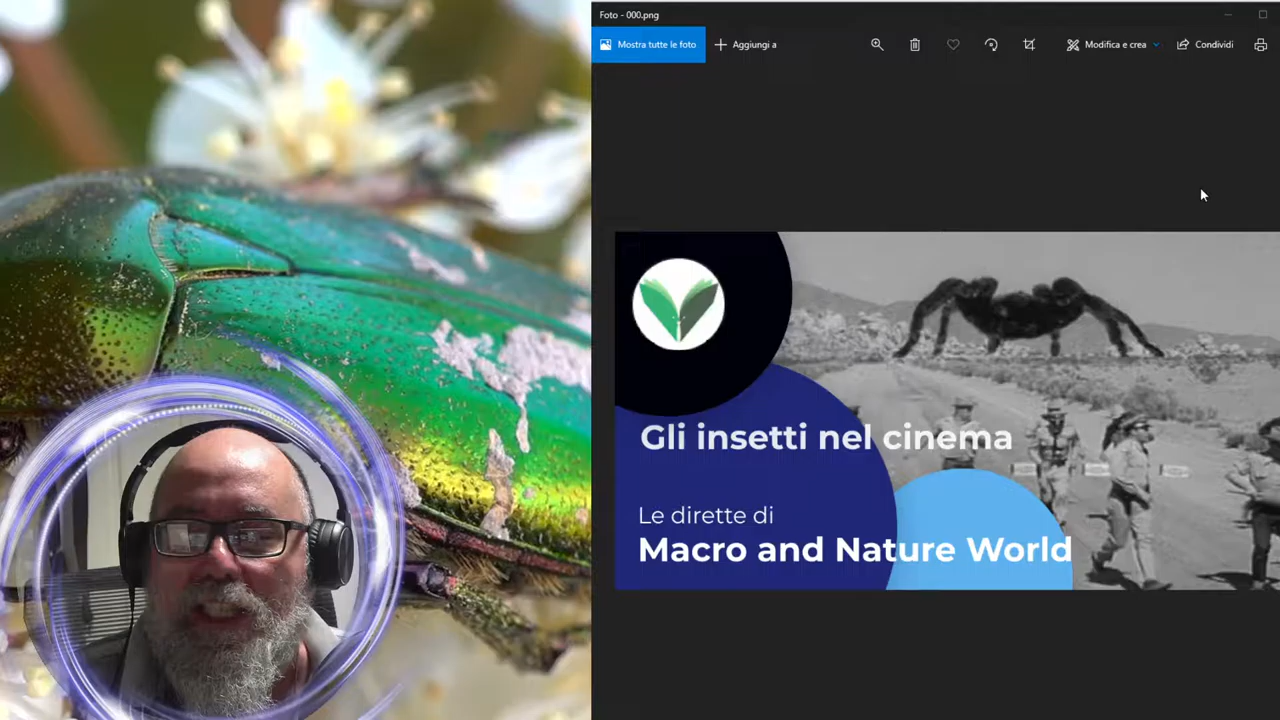 Foto - 000.png
Mostra tutte le foto
Aggiungi a
Modifica e crea
Condividi
Gli insetti nel cinema
Le dirette di
Macro and Nature World